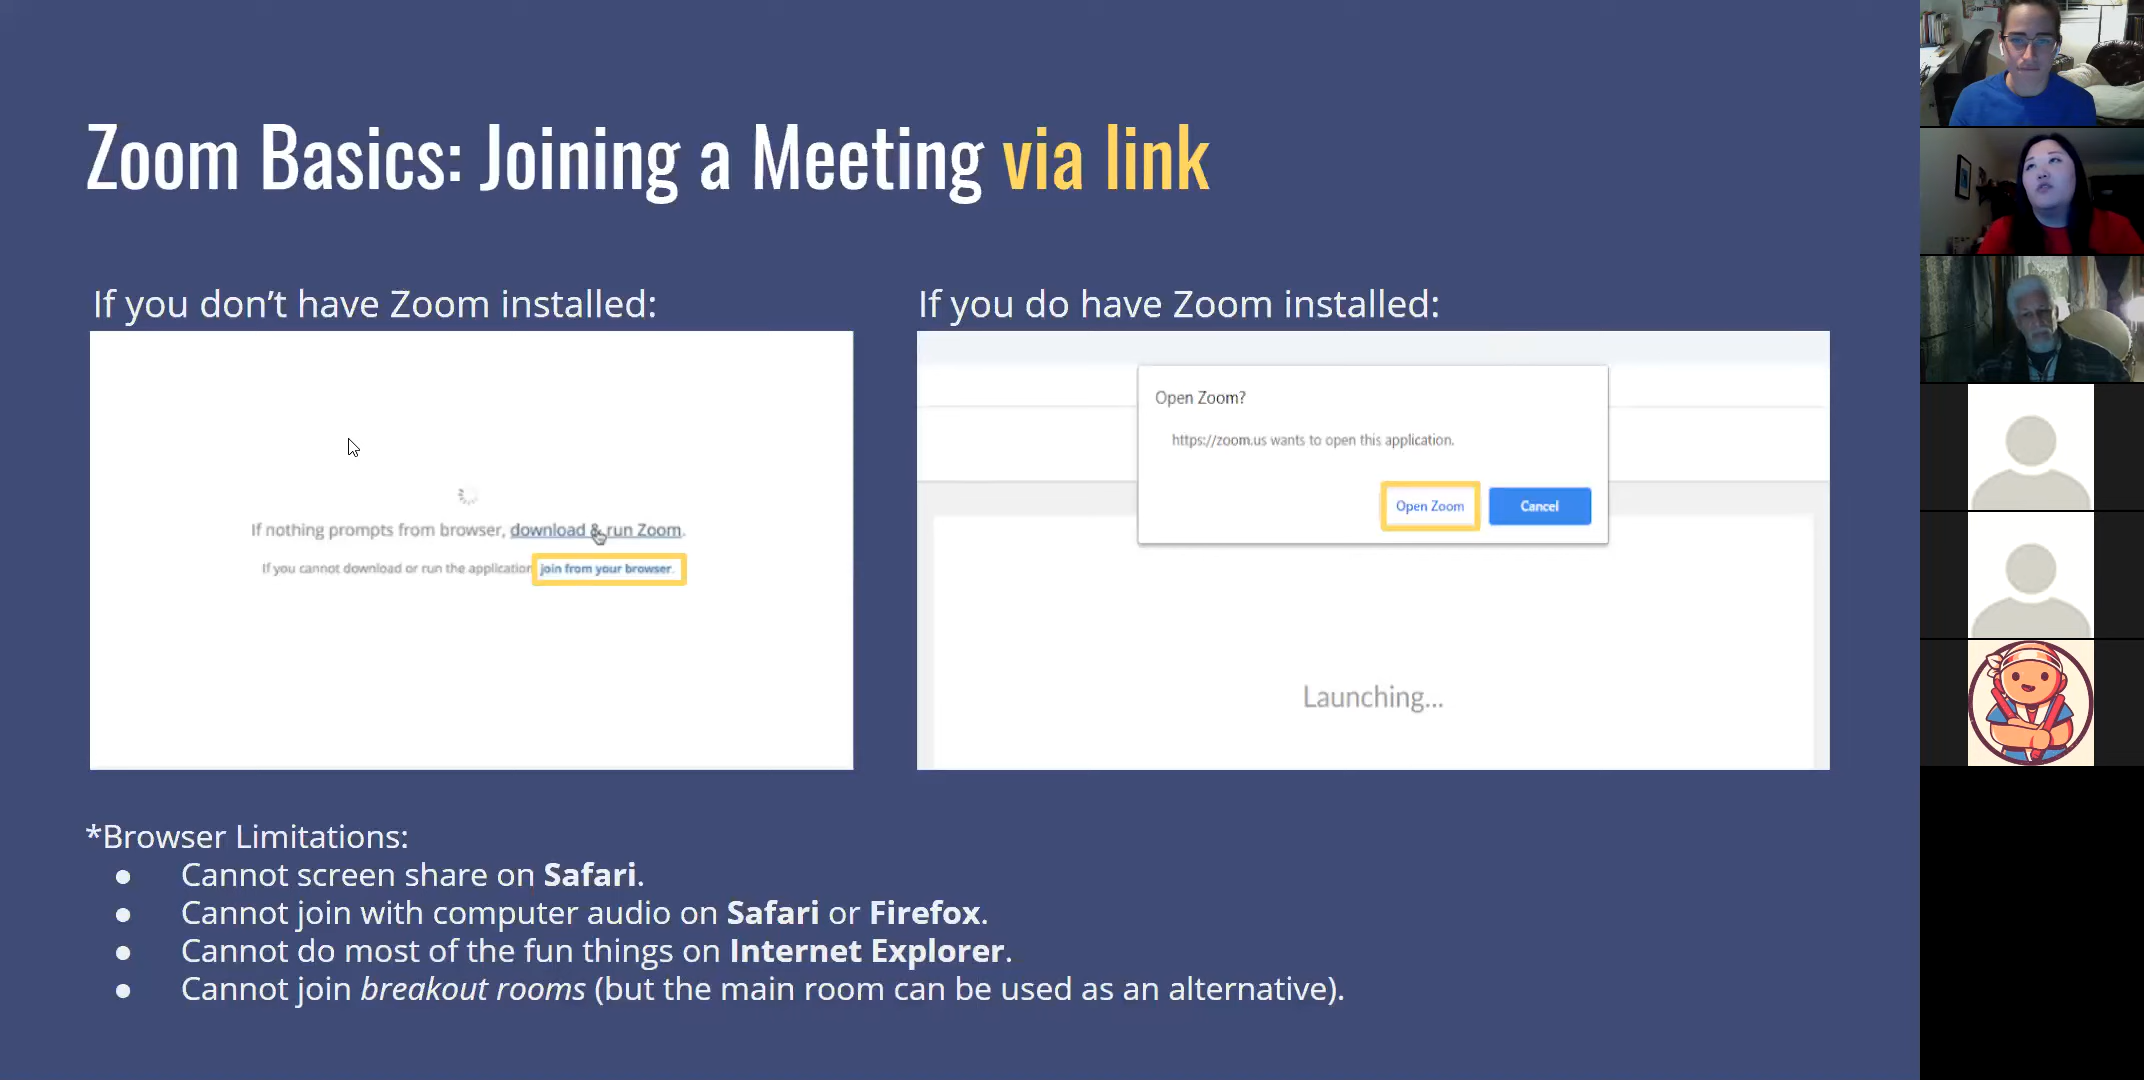 Zoom Basics: Joining a Meeting via link
If you don't have Zoom installed:
If nothing prompts from browser, download & run Zoom.
If you cannot download or run the application join from your browser.
If you do have Zoom installed:
Open Zoom?
https://zoom.us wants to open this application.
Open Zoom
Cancel
Launching...
*Browser Limitations:
● Cannot screen share on Safari.
● Cannot join with computer audio on Safari or Firefox.
● Cannot do most of the fun things on Internet Explorer.
● Cannot join breakout rooms (but the main room can be used as an alternative).